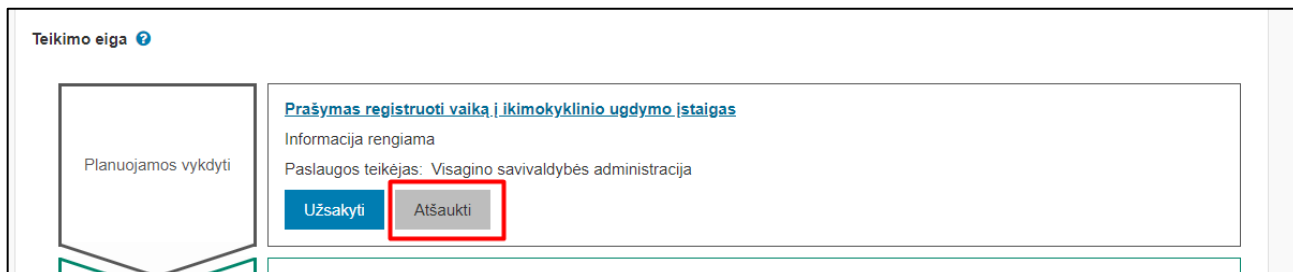 Teikimo eiga
Prašymas registruoti vaiką į ikimokyklinio ugdymo įstaigas
Informacija rengiama
Planuojamos vykdyti
Paslaugos teikėjas: Visagino savivaldybės administracija
Užsakyti
Atšaukti